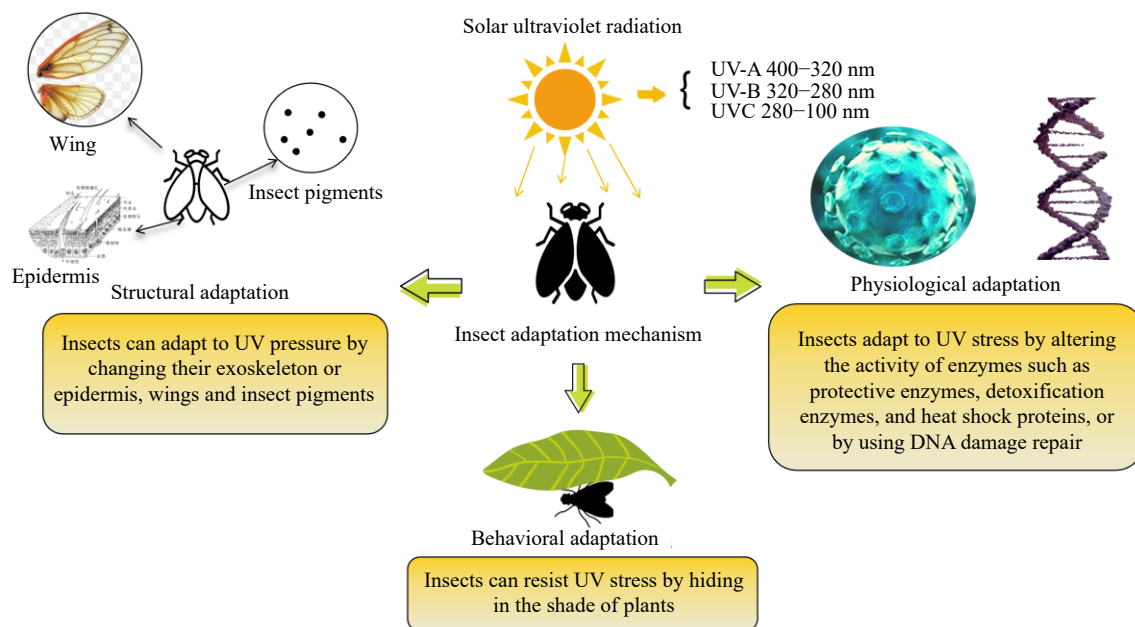 Solar ultraviolet radiation
UV-A 400−320 nm
UV-B 320−280 nm
UVC 280−100 nm
Wing
Insect pigments
Epidermis
Structural adaptation
Insects can adapt to UV pressure by
changing their exoskeleton or
epidermis, wings and insect pigments
Insect adaptation mechanism
Physiological adaptation
Insects adapt to UV stress by altering
the activity of enzymes such as
protective enzymes, detoxification
enzymes, and heat shock proteins, or
by using DNA damage repair
Behavioral adaptation
Insects can resist UV stress by hiding
in the shade of plants